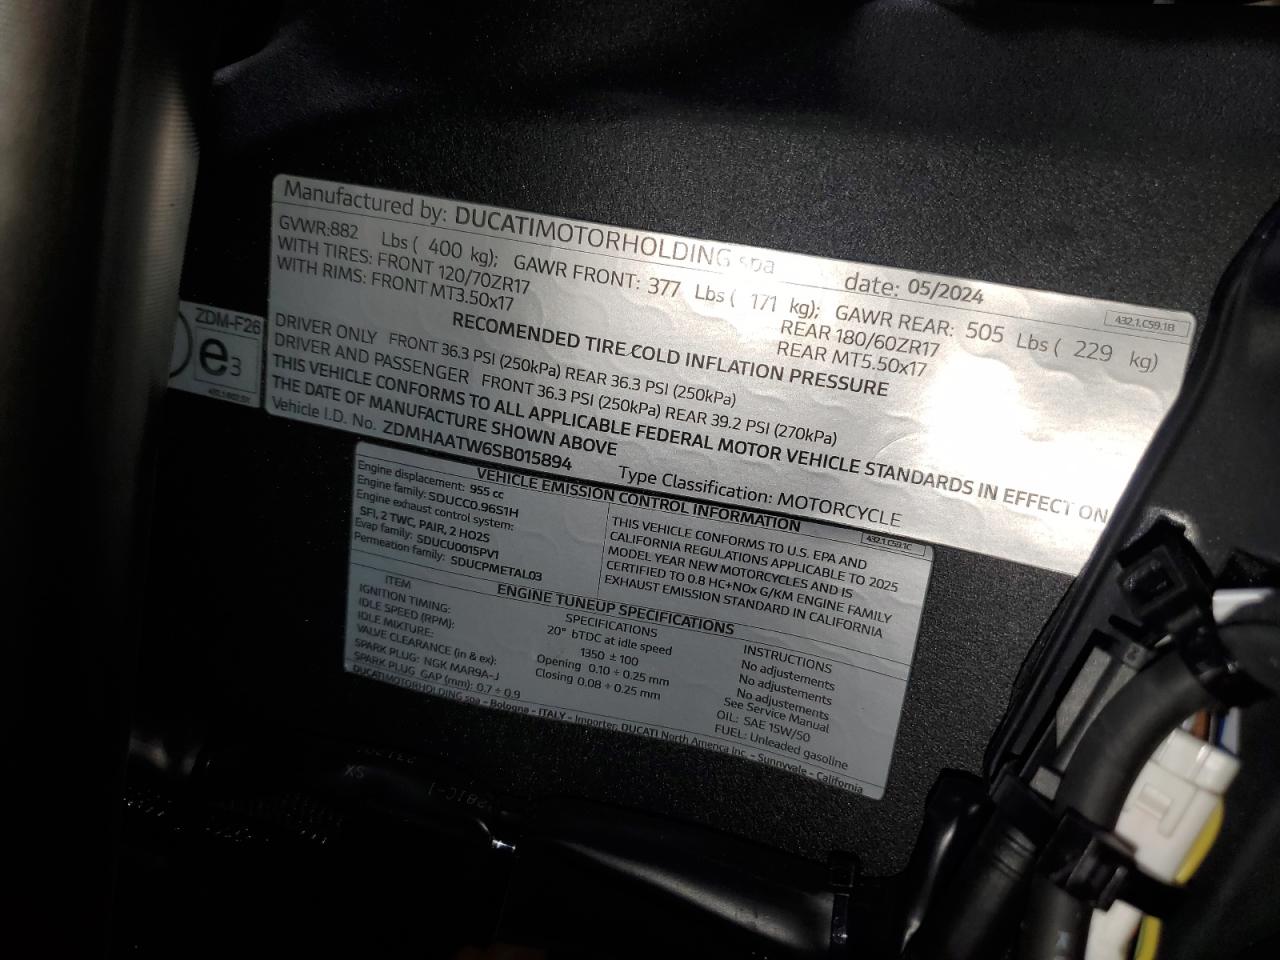 Manufactured by: DUCATIMOTORHOLDING spa date: 05/2024
432.1.C59.1B
GVWR:882 Lbs ( 400 kg); GAWR FRONT: 377 Lbs ( 171 kg); GAWR REAR: 505 Lbs ( 229 kg)
WITH TIRES: FRONT 120/70ZR17 REAR 180/60ZR17
WITH RIMS: FRONT MT3.50x17 REAR MT5.50x17
RECOMENDED TIRE COLD INFLATION PRESSURE
DRIVER ONLY FRONT 36.3 PSI (250kPa) REAR 36.3 PSI (250kPa)
DRIVER AND PASSENGER FRONT 36.3 PSI (250kPa) REAR 39.2 PSI (270kPa)
THIS VEHICLE CONFORMS TO ALL APPLICABLE FEDERAL MOTOR VEHICLE STANDARDS IN EFFECT ON
THE DATE OF MANUFACTURE SHOWN ABOVE
Vehicle I.D. No. ZDMHAATW6SB015894 Type Classification: MOTORCYCLE
ZDM-F26
e3
VEHICLE EMISSION CONTROL INFORMATION
432.1.C59.1C
Engine displacement: 955 cc
Engine family: SDUCC0.96S1H
Engine exhaust control system:
SFI, 2 TWC, PAIR, 2 HO2S
Evap family: SDUCU0015PV1
Permeation family: SDUCPMETAL03
THIS VEHICLE CONFORMS TO U.S. EPA AND
CALIFORNIA REGULATIONS APPLICABLE TO 2025
MODEL YEAR NEW MOTORCYCLES AND IS
CERTIFIED TO 0.8 HC+NOx G/KM ENGINE FAMILY
EXHAUST EMISSION STANDARD IN CALIFORNIA
ENGINE TUNEUP SPECIFICATIONS
ITEM SPECIFICATIONS INSTRUCTIONS
IGNITION TIMING: 20° bTDC at idle speed No adjustements
IDLE SPEED (RPM): 1350 ± 100 No adjustements
IDLE MIXTURE: No adjustements
VALVE CLEARANCE (in & ex): Opening 0.10 ÷ 0.25 mm See Service Manual
SPARK PLUG: NGK MAR9A-J Closing 0.08 ÷ 0.25 mm OIL: SAE 15W/50
SPARK PLUG GAP (mm): 0.7 ÷ 0.9 FUEL: Unleaded gasoline
DUCATIMOTORHOLDING spa - Bologna - ITALY - Importer: DUCATI North America Inc. - Sunnyvale - California